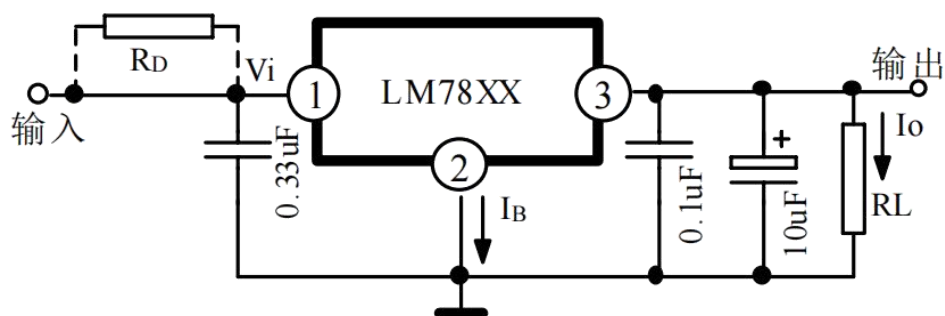 RD
Vi
输入
0.33uF
1
LM78XX
3
2
IB
0.1uF
+
10uF
RL
Io
输出